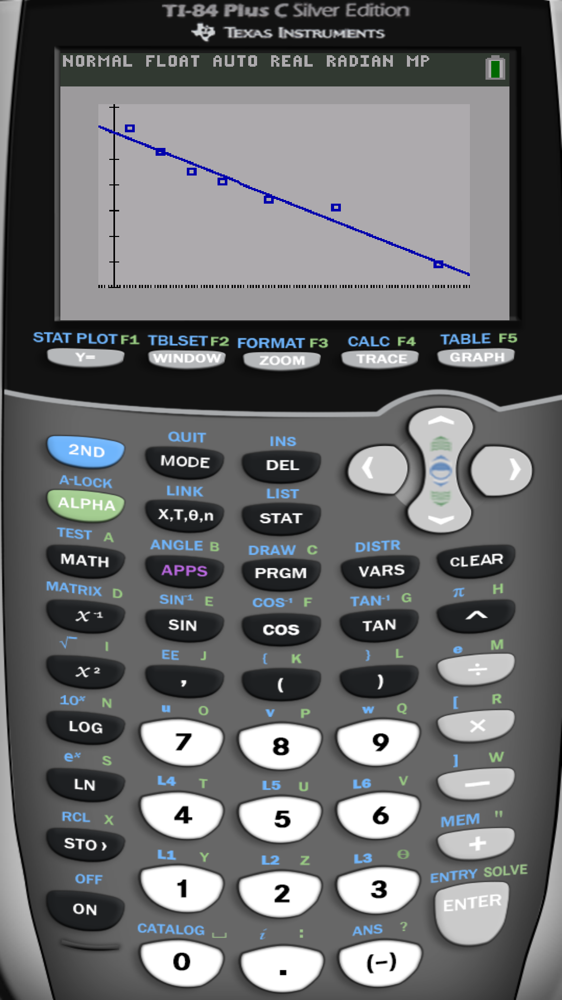 TI-84 Plus C Silver Edition
TEXAS INSTRUMENTS
NORMAL FLOAT AUTO REAL RADIAN MP
STAT PLOT F1 TBLSET F2 FORMAT F3 CALC F4 TABLE F5
Y= WINDOW ZOOM TRACE GRAPH
QUIT INS
2ND MODE DEL
A-LOCK LINK LIST
ALPHA X,T,θ,n STAT
TEST A ANGLE B DRAW C DISTR
MATH APPS PRGM VARS CLEAR
MATRIX D SIN⁻¹ E COS⁻¹ F TAN⁻¹ G π H
x⁻¹ SIN COS TAN ^
√ I EE J { K } L e M
x² , ( ) ÷
10ˣ N u O v P w Q [ R
LOG 7 8 9 ×
eˣ S L4 T L5 U L6 V ] W
LN 4 5 6 —
RCL X L1 Y L2 Z L3 θ MEM "
STO › 1 2 3 +
OFF CATALOG ⎵ i : ANS ? ENTRY SOLVE
ON 0 . (−) ENTER